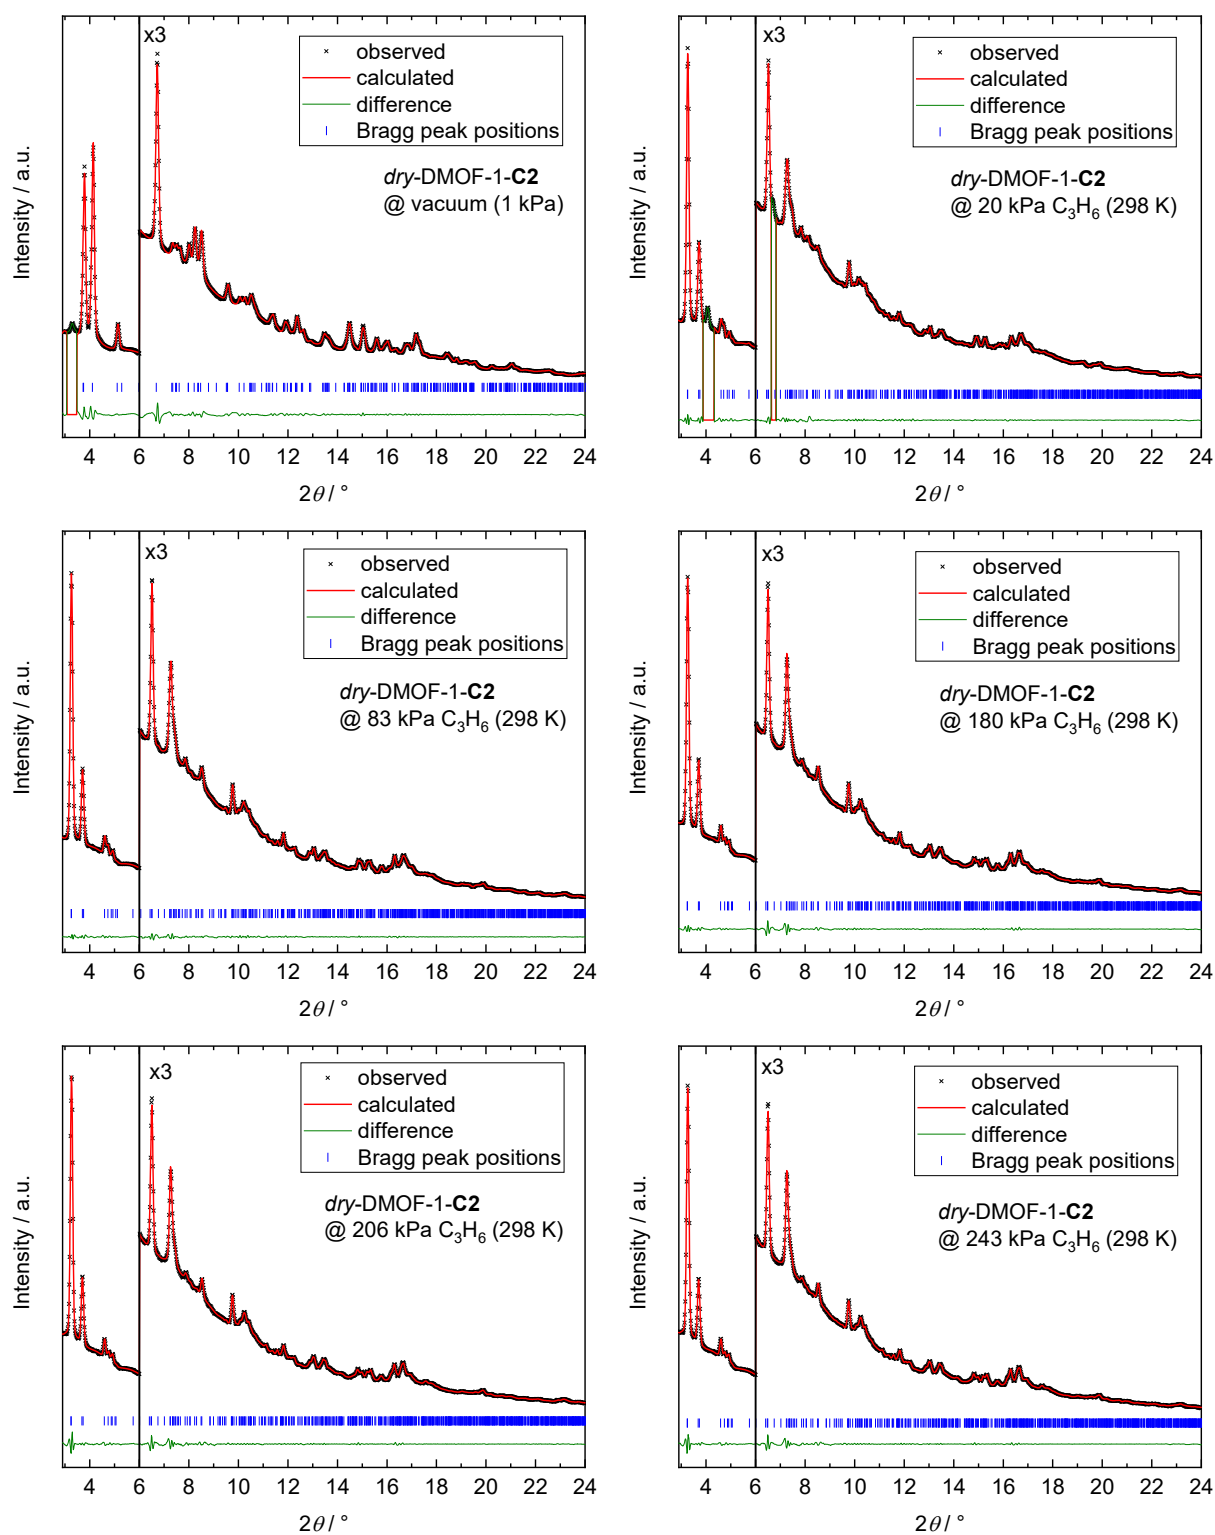 x3
observed
calculated
difference
Bragg peak positions
dry-DMOF-1-C2
@ vacuum (1 kPa)
Intensity / a.u.
4 6 8 10 12 14 16 18 20 22 24
2θ / °
x3
observed
calculated
difference
Bragg peak positions
dry-DMOF-1-C2
@ 20 kPa C₃H₆ (298 K)
Intensity / a.u.
4 6 8 10 12 14 16 18 20 22 24
2θ / °
x3
observed
calculated
difference
Bragg peak positions
dry-DMOF-1-C2
@ 83 kPa C₃H₆ (298 K)
Intensity / a.u.
4 6 8 10 12 14 16 18 20 22 24
2θ / °
x3
observed
calculated
difference
Bragg peak positions
dry-DMOF-1-C2
@ 180 kPa C₃H₆ (298 K)
Intensity / a.u.
4 6 8 10 12 14 16 18 20 22 24
2θ / °
x3
observed
calculated
difference
Bragg peak positions
dry-DMOF-1-C2
@ 206 kPa C₃H₆ (298 K)
Intensity / a.u.
4 6 8 10 12 14 16 18 20 22 24
2θ / °
x3
observed
calculated
difference
Bragg peak positions
dry-DMOF-1-C2
@ 243 kPa C₃H₆ (298 K)
Intensity / a.u.
4 6 8 10 12 14 16 18 20 22 24
2θ / °